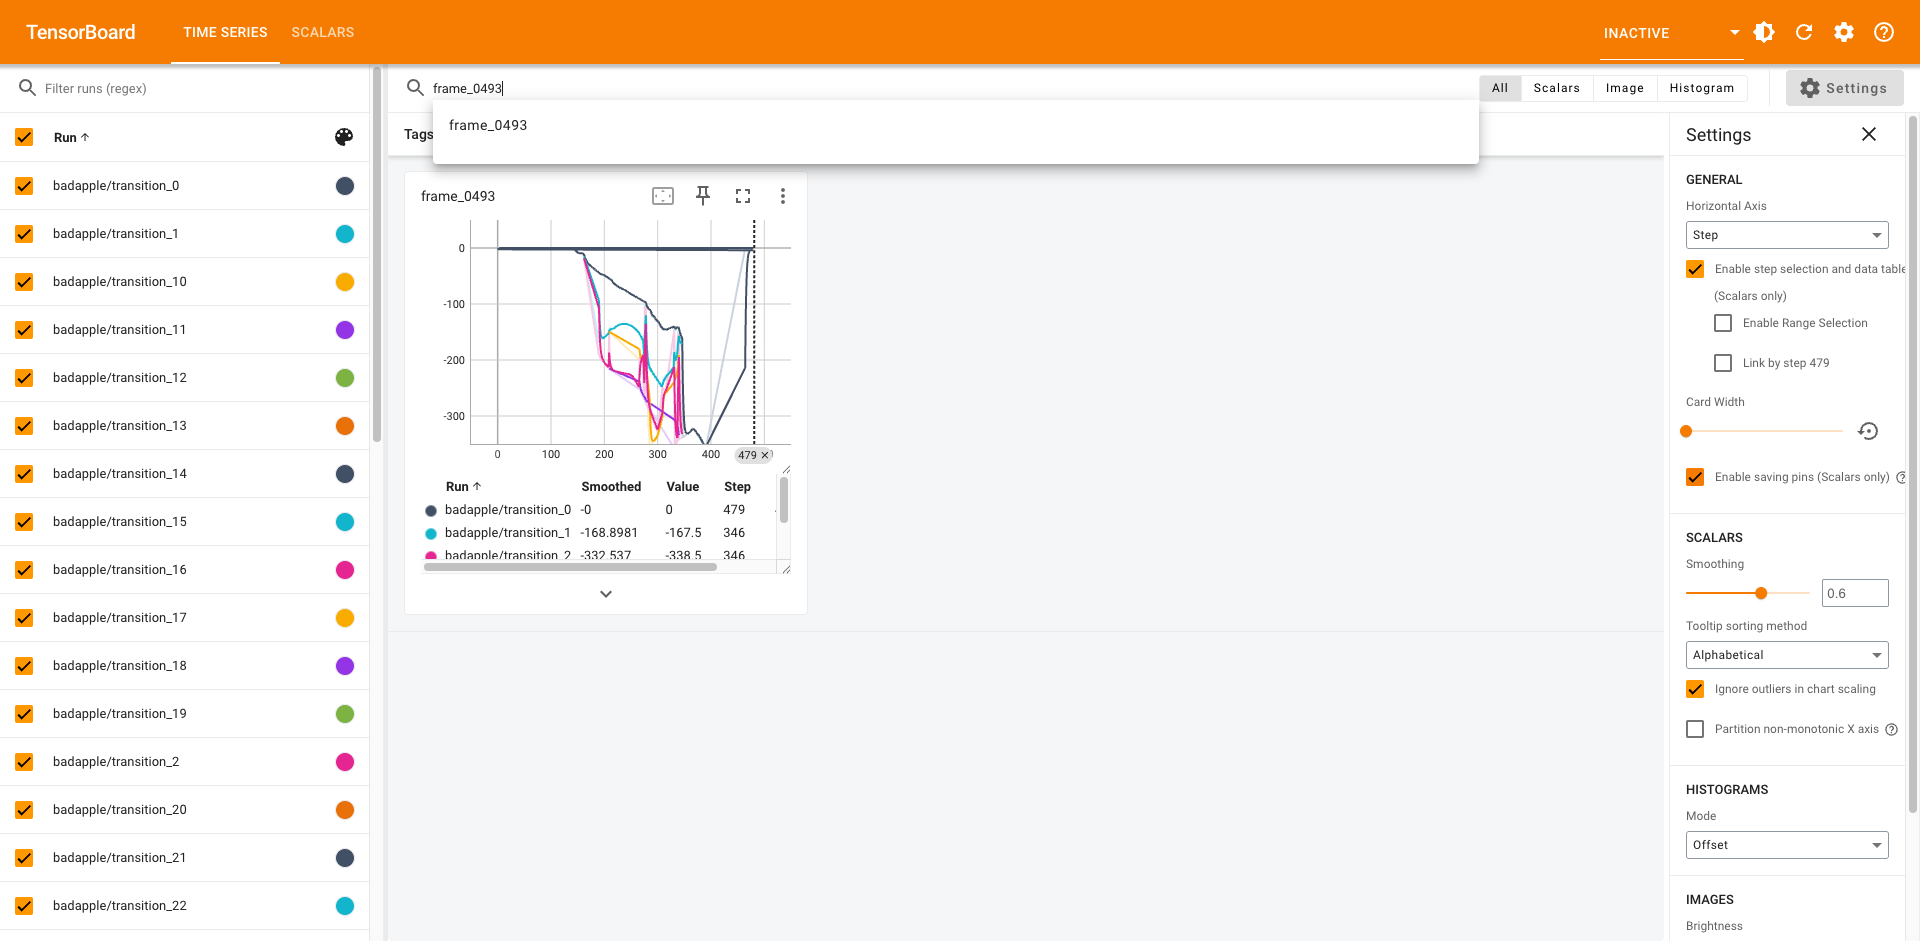 TensorBoard
TIME SERIES
SCALARS
INACTIVE
Filter runs (regex)
frame_0493
All
Scalars
Image
Histogram
Settings
frame_0493
Run
Tags
Settings
badapple/transition_0
badapple/transition_1
badapple/transition_10
badapple/transition_11
badapple/transition_12
badapple/transition_13
badapple/transition_14
badapple/transition_15
badapple/transition_16
badapple/transition_17
badapple/transition_18
badapple/transition_19
badapple/transition_2
badapple/transition_20
badapple/transition_21
badapple/transition_22
frame_0493
0
-100
-200
-300
0 100 200 300 400 479
Run Smoothed Value Step
badapple/transition_0 -0 0 479
badapple/transition_1 -168.8981 -167.5 346
badapple/transition_2 -332.537 -338.5 346
GENERAL
Horizontal Axis
Step
Enable step selection and data table
(Scalars only)
Enable Range Selection
Link by step 479
Card Width
Enable saving pins (Scalars only)
SCALARS
Smoothing
0.6
Tooltip sorting method
Alphabetical
Ignore outliers in chart scaling
Partition non-monotonic X axis
HISTOGRAMS
Mode
Offset
IMAGES
Brightness